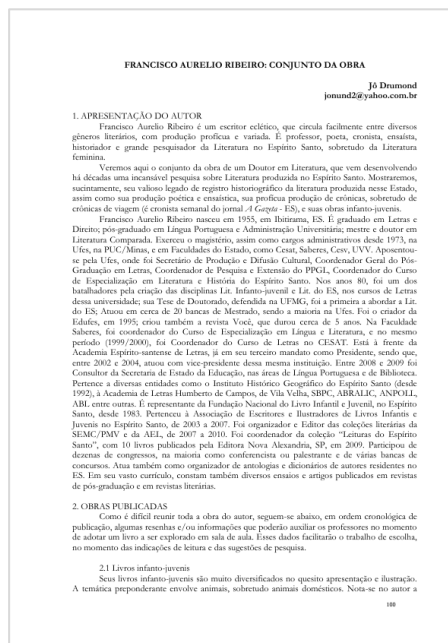 FRANCISCO AURELIO RIBEIRO: CONJUNTO DA OBRA
Jô Drumond
jonund2@yahoo.com.br
1. APRESENTAÇÃO DO AUTOR
Francisco Aurelio Ribeiro é um escritor eclético, que circula facilmente entre diversos
gêneros literários, com produção profícua e variada. É professor, poeta, cronista, ensaísta,
historiador e grande pesquisador da Literatura no Espírito Santo, sobretudo da Literatura
feminina.
Veremos aqui o conjunto da obra de um Doutor em Literatura, que vem desenvolvendo
há décadas uma incansável pesquisa sobre Literatura produzida no Espírito Santo. Mostraremos,
sucintamente, seu valioso legado de registro historiográfico da literatura produzida nesse Estado,
assim como sua produção poética e ensaística, sua profícua produção de crônicas, sobretudo de
crônicas de viagem (é cronista semanal do jornal A Gazeta - ES), e suas obras infanto-juvenis.
Francisco Aurelio Ribeiro nasceu em 1955, em Ibitirama, ES. É graduado em Letras e
Direito; pós-graduado em Língua Portuguesa e Administração Universitária; mestre e doutor em
Literatura Comparada. Exerceu o magistério, assim como cargos administrativos desde 1973, na
Ufes, na PUC/Minas, e em Faculdades do Estado, como Cesat, Saberes, Cesv, UVV. Aposentou-
se pela Ufes, onde foi Secretário de Produção e Difusão Cultural, Coordenador Geral do Pós-
Graduação em Letras, Coordenador de Pesquisa e Extensão do PPGL, Coordenador do Curso
de Especialização em Literatura e História do Espírito Santo. Nos anos 80, foi um dos
batalhadores pela criação das disciplinas Lit. Infanto-juvenil e Lit. do ES, nos cursos de Letras
dessa universidade; sua Tese de Doutorado, defendida na UFMG, foi a primeira a abordar a Lit.
do ES; Atuou em cerca de 20 bancas de Mestrado, sendo a maioria na Ufes. Foi o criador da
Edufes, em 1995; criou também a revista Você, que durou cerca de 5 anos. Na Faculdade
Saberes, foi coordenador do Curso de Especialização em Língua e Literatura, e no mesmo
período (1999/2000), foi Coordenador do Curso de Letras no CESAT. Está à frente da
Academia Espírito-santense de Letras, já em seu terceiro mandato como Presidente, sendo que,
entre 2002 e 2004, atuou com vice-presidente dessa mesma instituição. Entre 2008 e 2009 foi
Consultor da Secretaria de Estado da Educação, nas áreas de Língua Portuguesa e de Biblioteca.
Pertence a diversas entidades como o Instituto Histórico Geográfico do Espírito Santo (desde
1992), à Academia de Letras Humberto de Campos, de Vila Velha, SBPC, ABRALIC, ANPOLL,
ABL entre outras. É representante da Fundação Nacional do Livro Infantil e Juvenil, no Espírito
Santo, desde 1983. Pertenceu à Associação de Escritores e Ilustradores de Livros Infantis e
Juvenis no Espírito Santo, de 2003 a 2007. Foi organizador e Editor das coleções literárias da
SEMC/PMV e da AEL, de 2007 a 2010. Foi coordenador da coleção “Leituras do Espírito
Santo”, com 10 livros publicados pela Editora Nova Alexandria, SP, em 2009. Participou de
dezenas de congressos, na maioria como conferencista ou palestrante e de várias bancas de
concursos. Atua também como organizador de antologias e dicionários de autores residentes no
ES. Em seu vasto currículo, constam também diversos ensaios e artigos publicados em revistas
de pós-graduação e em revistas literárias.
2. OBRAS PUBLICADAS
Como é difícil reunir toda a obra do autor, seguem-se abaixo, em ordem cronológica de
publicação, algumas resenhas e/ou informações que poderão auxiliar os professores no momento
de adotar um livro a ser explorado em sala de aula. Esses dados facilitarão o trabalho de escolha,
no momento das indicações de leitura e das sugestões de pesquisa.
2.1 Livros infanto-juvenis
Seus livros infanto-juvenis são muito diversificados no quesito apresentação e ilustração.
A temática preponderante envolve animais, sobretudo animais domésticos. Nota-se no autor a
100